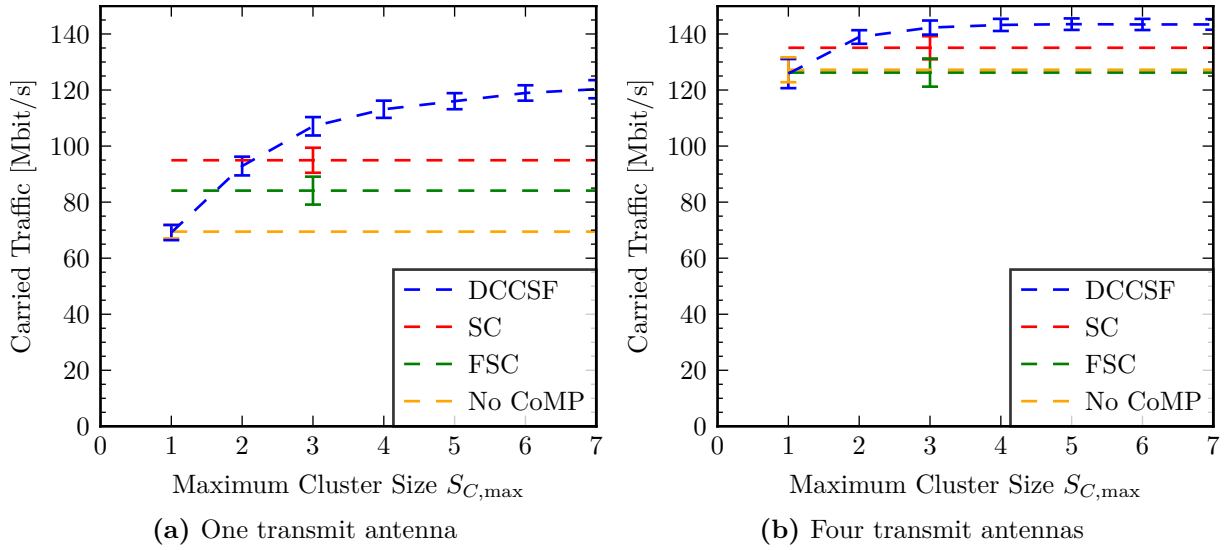 140
120
100
80
60
40
20
0
Carried Traffic [Mbit/s]
0 1 2 3 4 5 6 7
Maximum Cluster Size S_{C,max}
DCCSF
SC
FSC
No CoMP
(a) One transmit antenna
140
120
100
80
60
40
20
0
Carried Traffic [Mbit/s]
0 1 2 3 4 5 6 7
Maximum Cluster Size S_{C,max}
DCCSF
SC
FSC
No CoMP
(b) Four transmit antennas